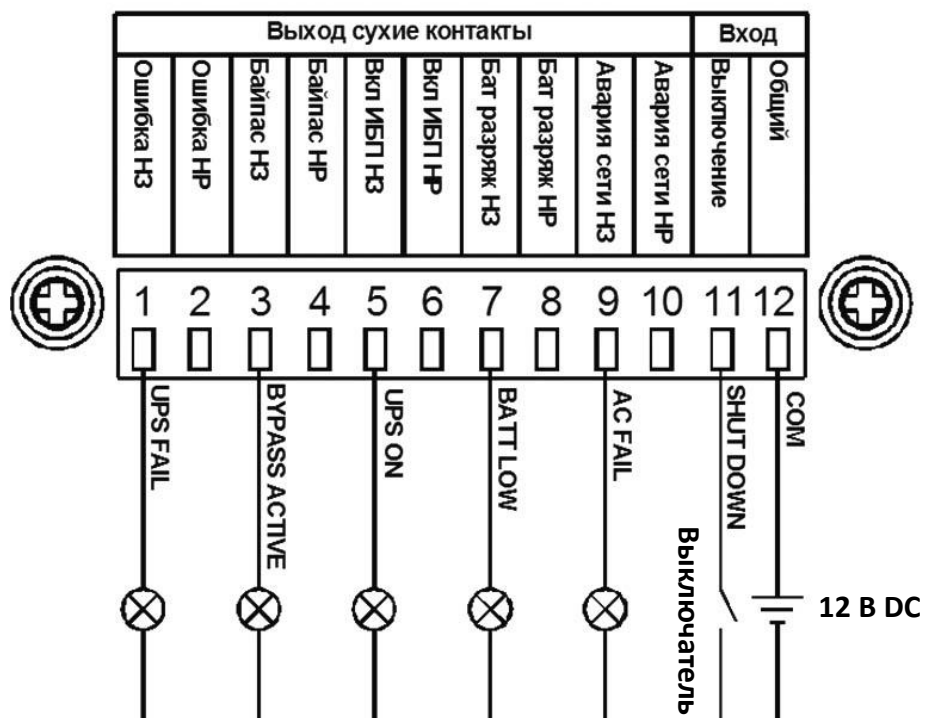 Выход сухие контакты
Вход
Ошибка НЗ
Ошибка НР
Байпас НЗ
Байпас НР
Вкл ИБП НЗ
Вкл ИБП НР
Бат разряж НЗ
Бат разряж НР
Авария сети НЗ
Авария сети НР
Выключение
Общий
1 2 3 4 5 6 7 8 9 10 11 12
UPS FAIL
BYPASS ACTIVE
UPS ON
BATT LOW
AC FAIL
SHUT DOWN
COM
Выключатель
12 В DC